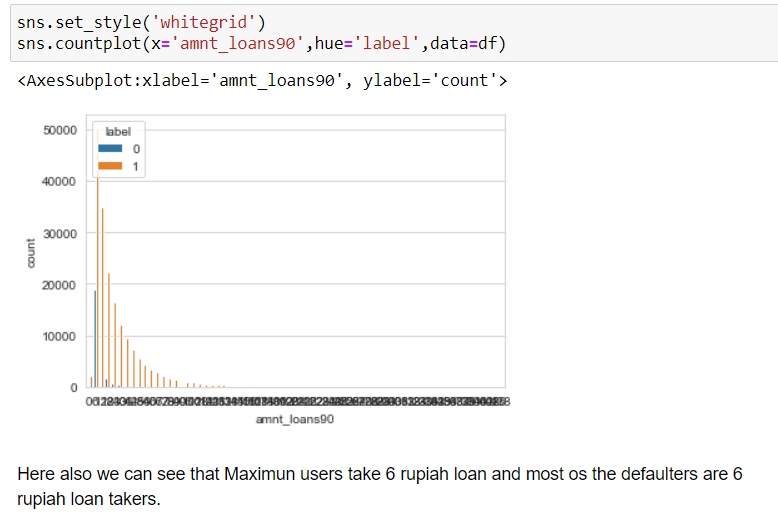 sns.set_style('whitegrid')
sns.countplot(x='amnt_loans90',hue='label',data=df)
<AxesSubplot:xlabel='amnt_loans90', ylabel='count'>
label
0
1
50000
40000
30000
20000
10000
0
count
amnt_loans90
Here also we can see that Maximun users take 6 rupiah loan and most os the defaulters are 6
rupiah loan takers.